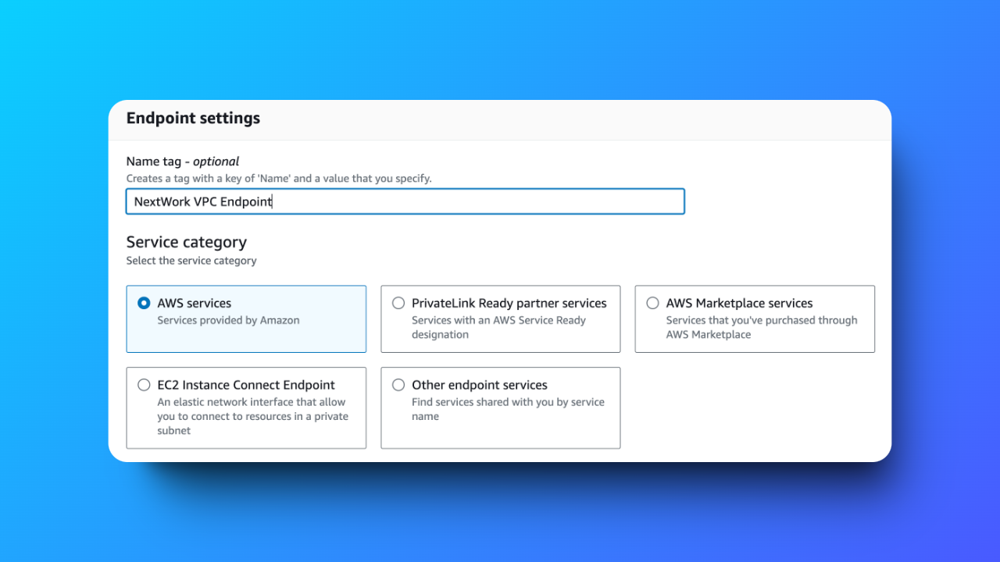 Endpoint settings
Name tag - optional
Creates a tag with a key of 'Name' and a value that you specify.
NextWork VPC Endpoint
Service category
Select the service category
AWS services
Services provided by Amazon
PrivateLink Ready partner services
Services with an AWS Service Ready
designation
AWS Marketplace services
Services that you've purchased through
AWS Marketplace
EC2 Instance Connect Endpoint
An elastic network interface that allow
you to connect to resources in a private
subnet
Other endpoint services
Find services shared with you by service
name